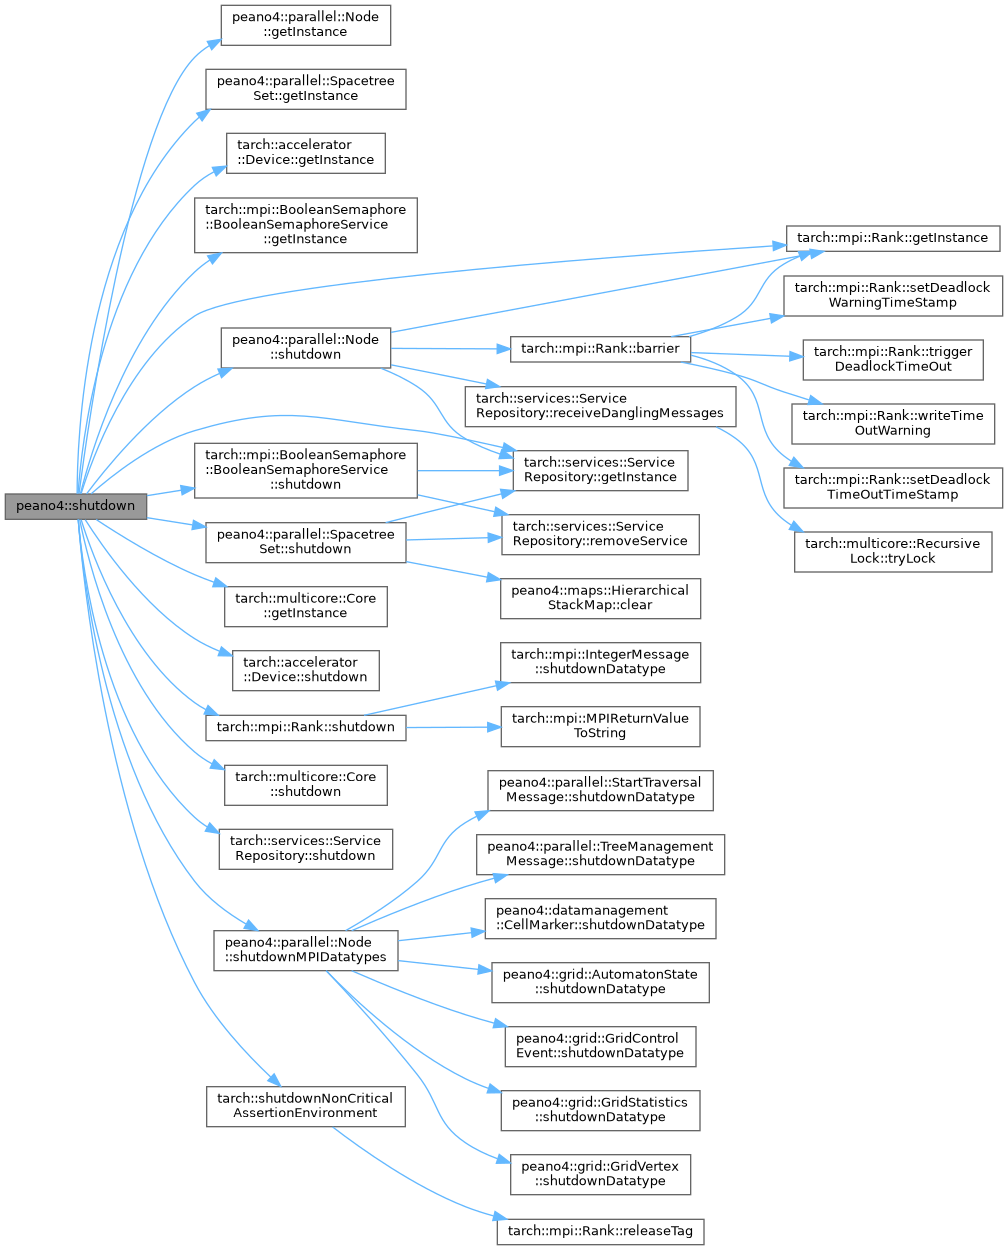 peano4::parallel::Node
::getInstance
peano4::parallel::Spacetree
Set::getInstance
tarch::accelerator
::Device::getInstance
tarch::mpi::BooleanSemaphore
::BooleanSemaphoreService
::getInstance
tarch::mpi::Rank::getInstance
tarch::mpi::Rank::setDeadlock
WarningTimeStamp
peano4::parallel::Node
::shutdown
tarch::mpi::Rank::barrier
tarch::mpi::Rank::trigger
DeadlockTimeOut
tarch::services::Service
Repository::receiveDanglingMessages
tarch::mpi::Rank::writeTime
OutWarning
tarch::mpi::BooleanSemaphore
::BooleanSemaphoreService
::shutdown
tarch::services::Service
Repository::getInstance
tarch::mpi::Rank::setDeadlock
TimeOutTimeStamp
peano4::shutdown
peano4::parallel::Spacetree
Set::shutdown
tarch::services::Service
Repository::removeService
tarch::multicore::Recursive
Lock::tryLock
tarch::multicore::Core
::getInstance
peano4::maps::Hierarchical
StackMap::clear
tarch::accelerator
::Device::shutdown
tarch::mpi::IntegerMessage
::shutdownDatatype
tarch::mpi::Rank::shutdown
tarch::mpi::MPIReturnValue
ToString
tarch::multicore::Core
::shutdown
peano4::parallel::StartTraversal
Message::shutdownDatatype
tarch::services::Service
Repository::shutdown
peano4::parallel::TreeManagement
Message::shutdownDatatype
peano4::datamanagement
::CellMarker::shutdownDatatype
peano4::parallel::Node
::shutdownMPIDatatypes
peano4::grid::AutomatonState
::shutdownDatatype
peano4::grid::GridControl
Event::shutdownDatatype
tarch::shutdownNonCritical
AssertionEnvironment
peano4::grid::GridStatistics
::shutdownDatatype
peano4::grid::GridVertex
::shutdownDatatype
tarch::mpi::Rank::releaseTag